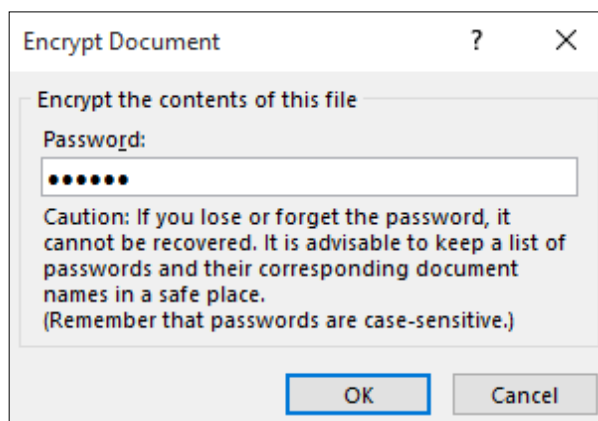 Encrypt Document ?
Encrypt the contents of this file
Password:
••••••
Caution: If you lose or forget the password, it
cannot be recovered. It is advisable to keep a list of
passwords and their corresponding document
names in a safe place.
(Remember that passwords are case-sensitive.)
OK Cancel